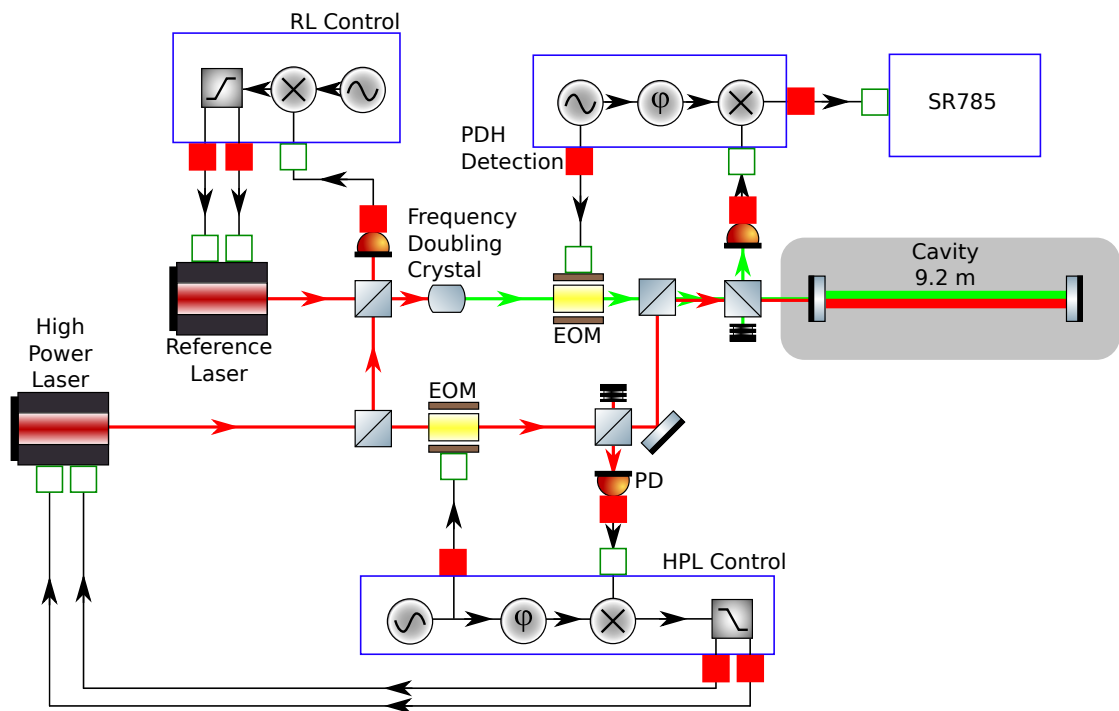 RL Control
PDH
Detection
φ
SR785
Frequency
Doubling
Crystal
Cavity
9.2 m
High
Power
Laser
Reference
Laser
EOM
EOM
PD
HPL Control
φ